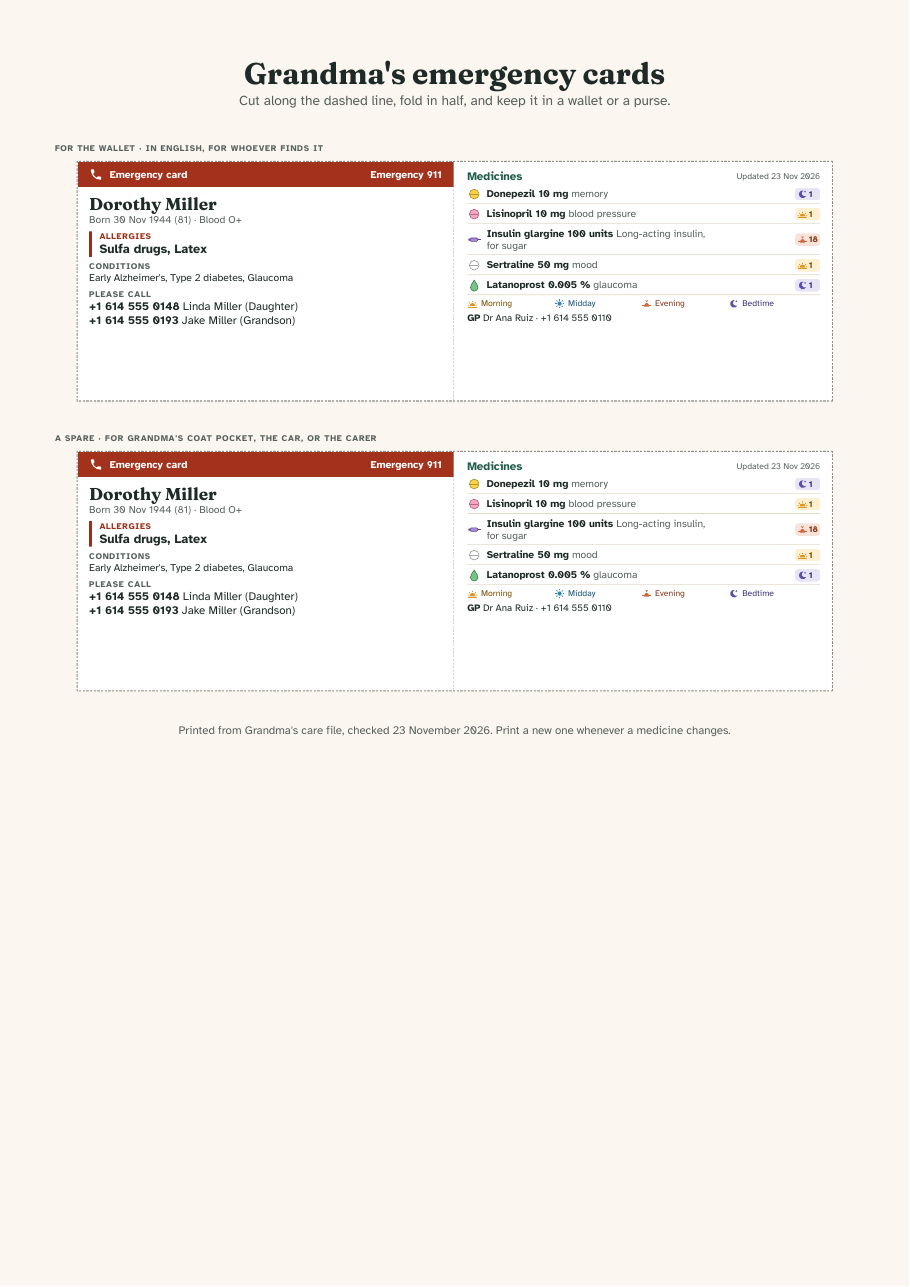 Grandma's emergency cards
Cut along the dashed line, fold in half, and keep it in a wallet or a purse.
FOR THE WALLET · IN ENGLISH, FOR WHOEVER FINDS IT
Emergency card Emergency 911
Dorothy Miller
Born 30 Nov 1944 (81) · Blood O+
ALLERGIES
Sulfa drugs, Latex
CONDITIONS
Early Alzheimer's, Type 2 diabetes, Glaucoma
PLEASE CALL
+1 614 555 0148 Linda Miller (Daughter)
+1 614 555 0193 Jake Miller (Grandson)
Medicines Updated 23 Nov 2026
Donepezil 10 mg memory 1
Lisinopril 10 mg blood pressure 1
Insulin glargine 100 units Long-acting insulin,
for sugar 18
Sertraline 50 mg mood 1
Latanoprost 0.005 % glaucoma 1
Morning Midday Evening Bedtime
GP Dr Ana Ruiz · +1 614 555 0110
A SPARE · FOR GRANDMA'S COAT POCKET, THE CAR, OR THE CARER
Emergency card Emergency 911
Dorothy Miller
Born 30 Nov 1944 (81) · Blood O+
ALLERGIES
Sulfa drugs, Latex
CONDITIONS
Early Alzheimer's, Type 2 diabetes, Glaucoma
PLEASE CALL
+1 614 555 0148 Linda Miller (Daughter)
+1 614 555 0193 Jake Miller (Grandson)
Medicines Updated 23 Nov 2026
Donepezil 10 mg memory 1
Lisinopril 10 mg blood pressure 1
Insulin glargine 100 units Long-acting insulin,
for sugar 18
Sertraline 50 mg mood 1
Latanoprost 0.005 % glaucoma 1
Morning Midday Evening Bedtime
GP Dr Ana Ruiz · +1 614 555 0110
Printed from Grandma's care file, checked 23 November 2026. Print a new one whenever a medicine changes.